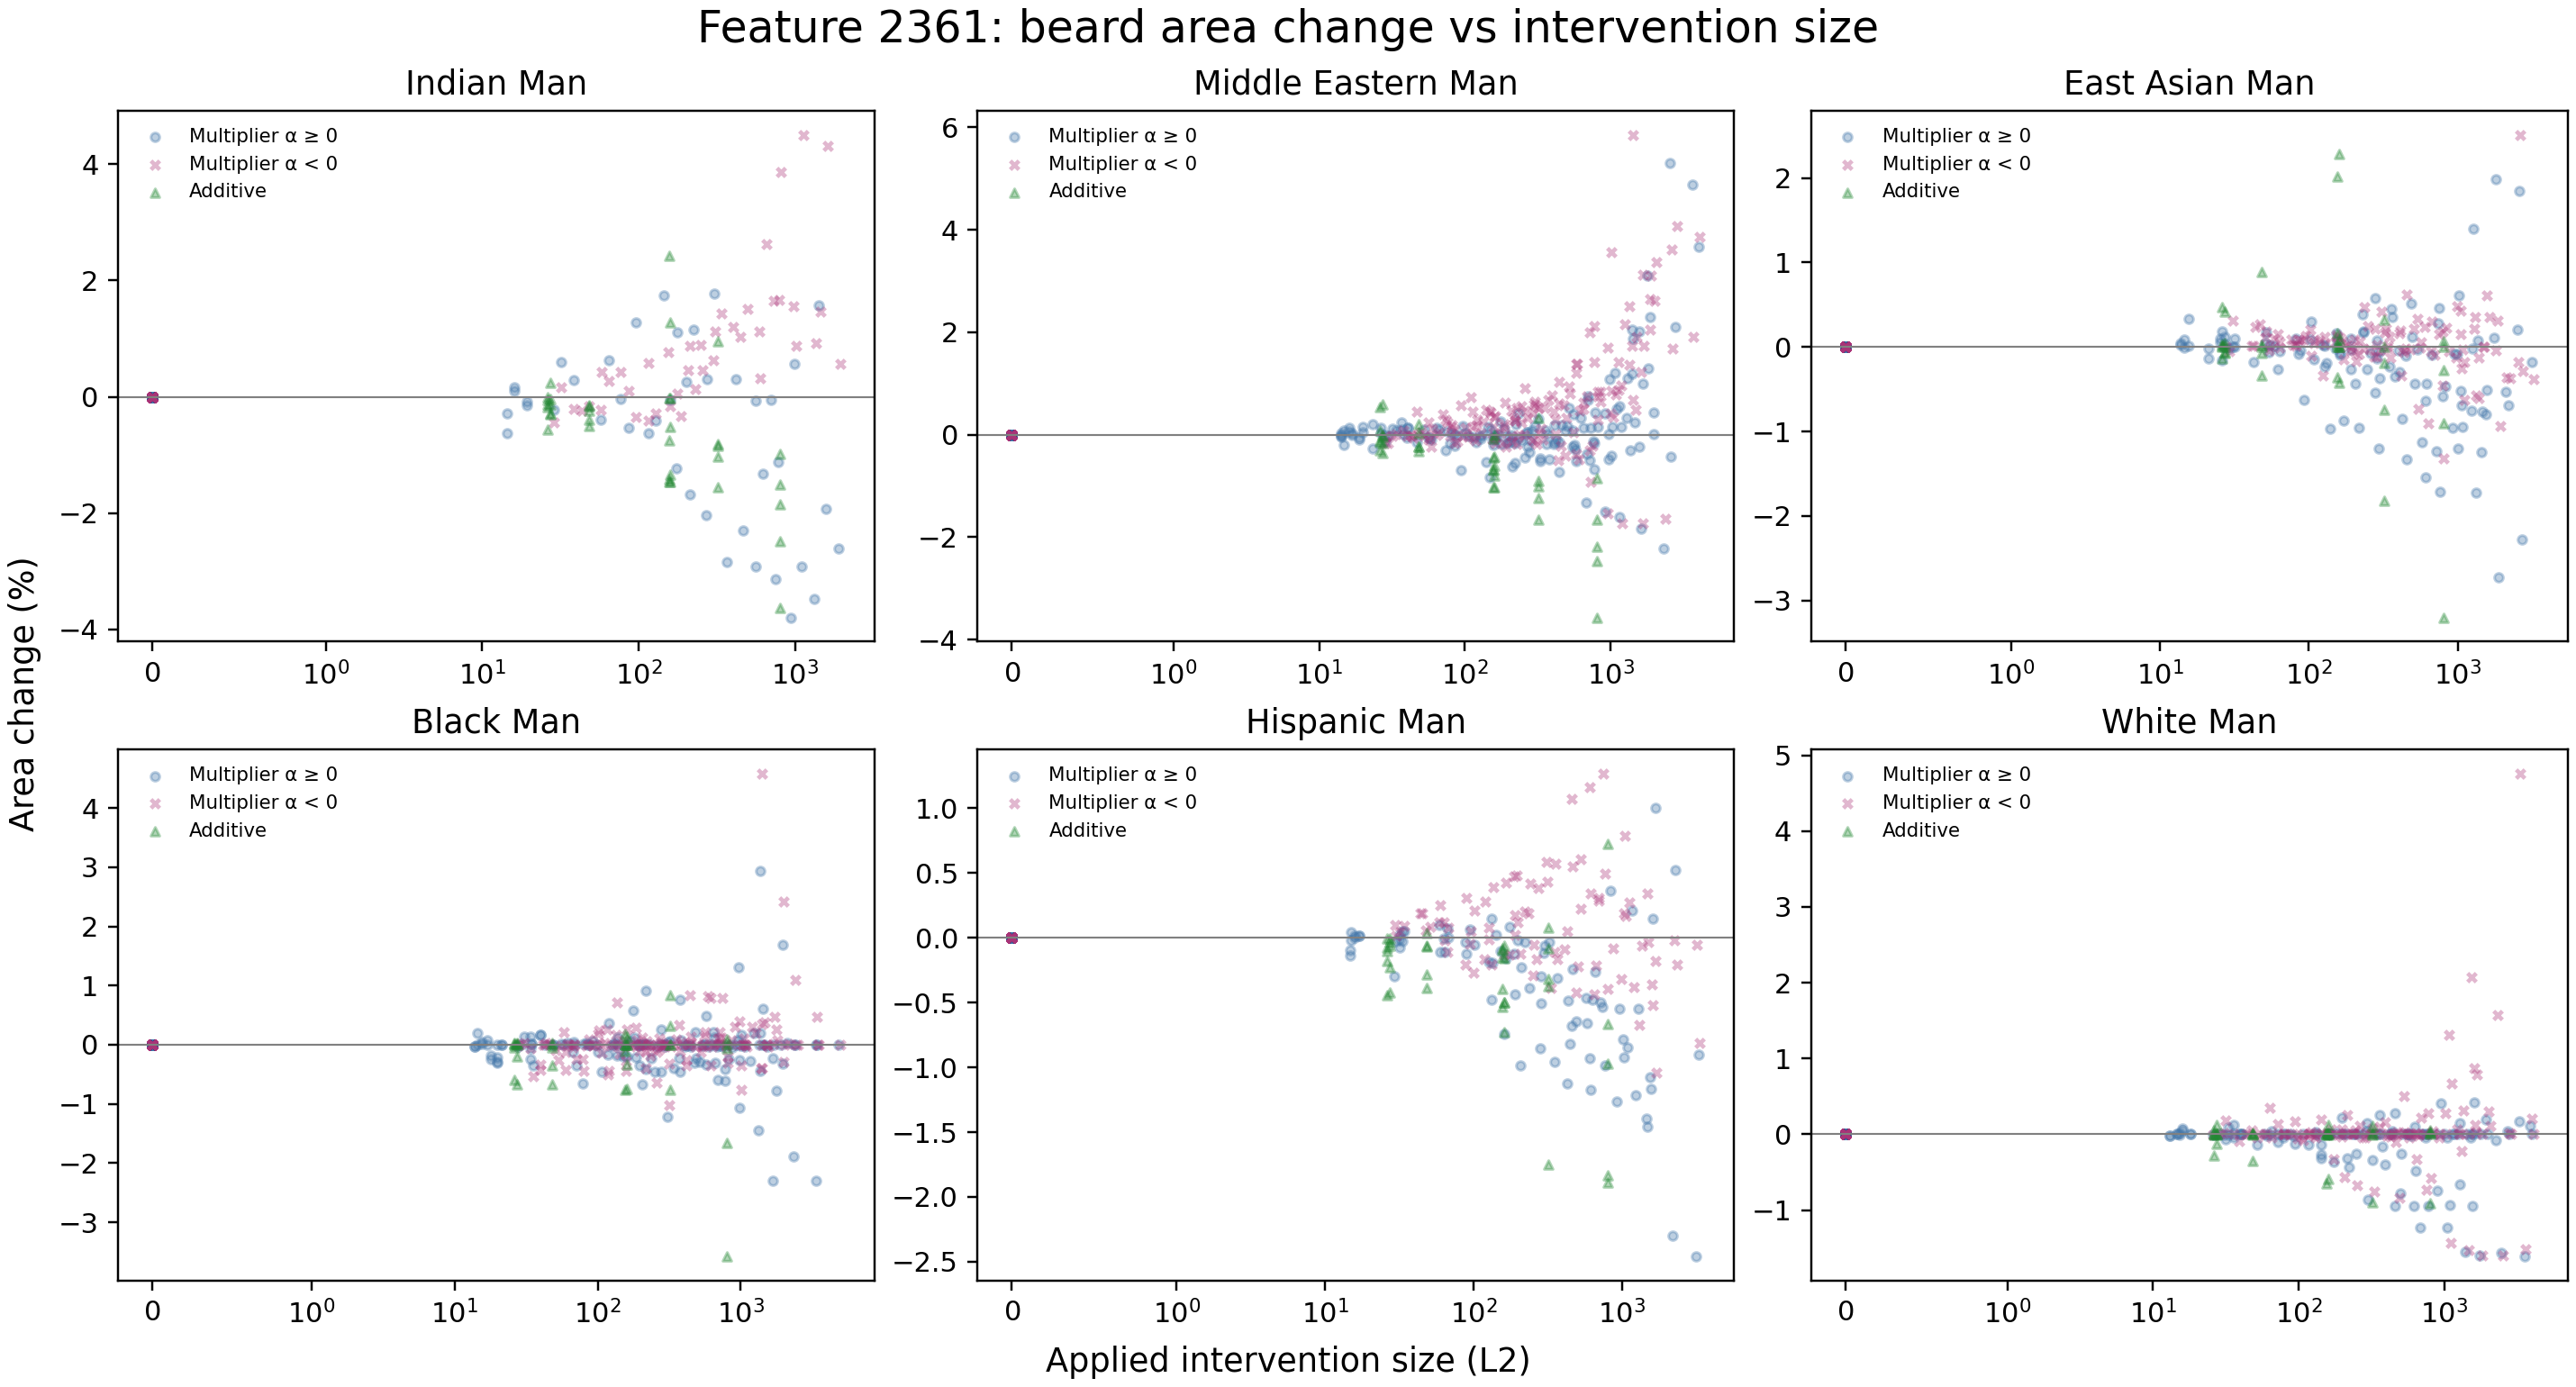 Feature 2361: beard area change vs intervention size
Indian Man
Multiplier α ≥ 0
Multiplier α < 0
Additive
4
2
0
−2
−4
0
10⁰
10¹
10²
10³
Middle Eastern Man
Multiplier α ≥ 0
Multiplier α < 0
Additive
6
4
2
0
−2
−4
0
10⁰
10¹
10²
10³
East Asian Man
Multiplier α ≥ 0
Multiplier α < 0
Additive
2
1
0
−1
−2
−3
0
10⁰
10¹
10²
10³
Area change (%)
Black Man
Multiplier α ≥ 0
Multiplier α < 0
Additive
4
3
2
1
0
−1
−2
−3
0
10⁰
10¹
10²
10³
Hispanic Man
Multiplier α ≥ 0
Multiplier α < 0
Additive
1.0
0.5
0.0
−0.5
−1.0
−1.5
−2.0
−2.5
0
10⁰
10¹
10²
10³
White Man
Multiplier α ≥ 0
Multiplier α < 0
Additive
5
4
3
2
1
0
−1
0
10⁰
10¹
10²
10³
Applied intervention size (L2)